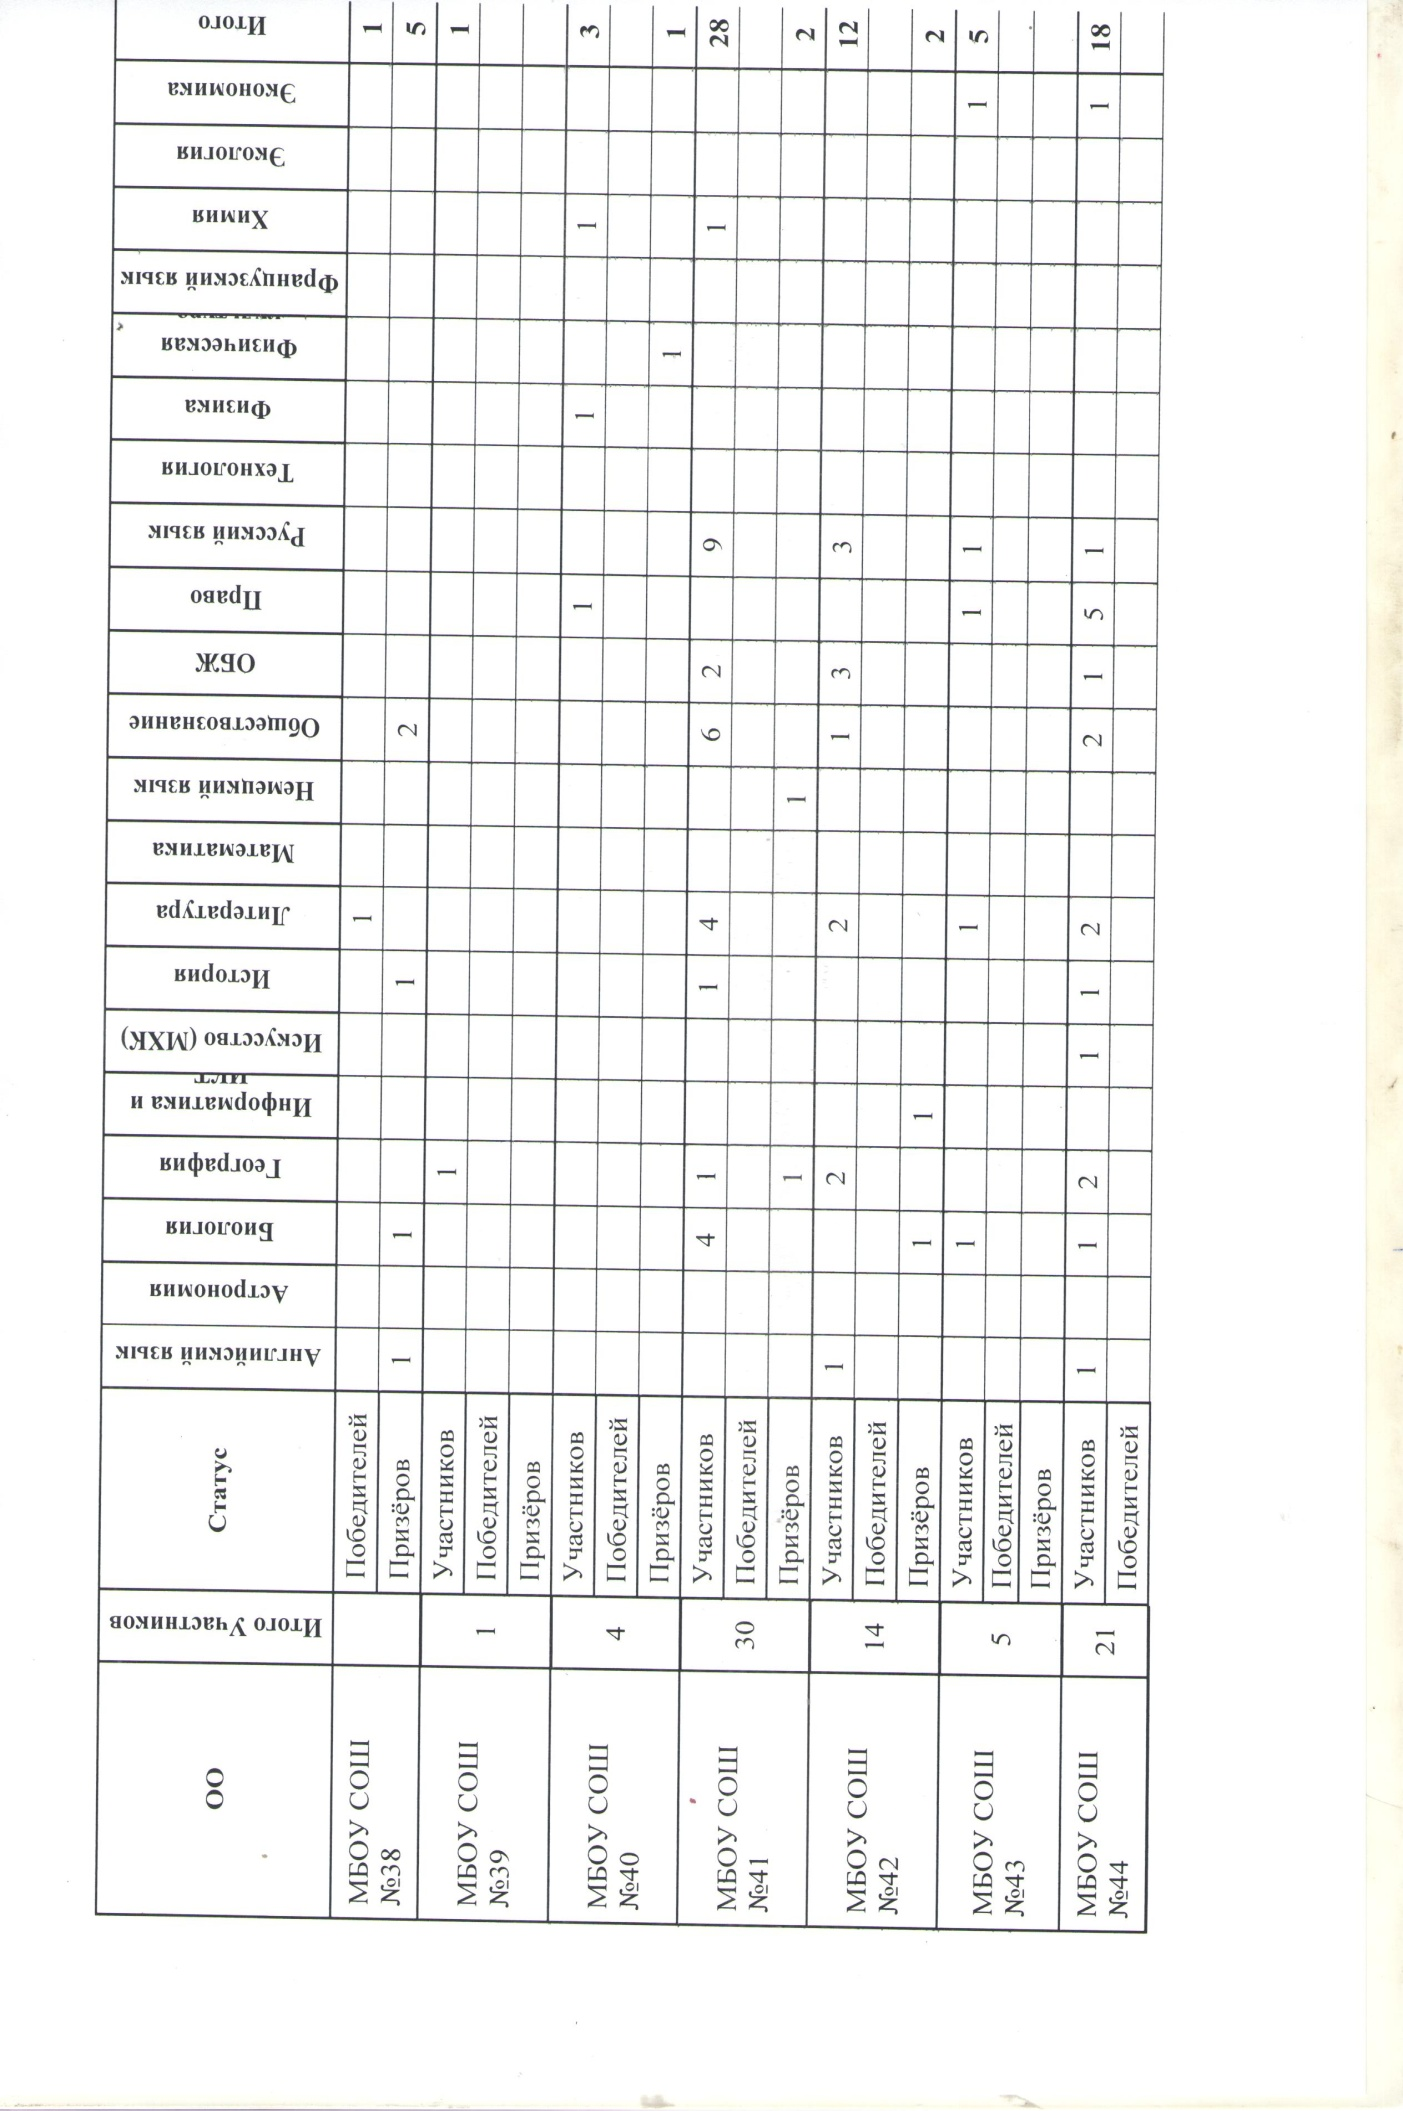 ОО
Итого Участников
Статус
Английский язык
Астрономия
Биология
География
Информатика и
ИКТ
Искусство (МХК)
История
Литература
Математика
Немецкий язык
Обществознание
ОБЖ
Право
Русский язык
Технология
Физика
Физическая
Французский язык
Химия
Экология
Экономика
Итого
МБОУ СОШ
№38
Победителей 1 1
Призёров 1 1 1 2 5
МБОУ СОШ
№39
1
Участников 1 1
Победителей
Призёров
МБОУ СОШ
№40
4
Участников 1 1 1 3
Победителей
Призёров 1 1
МБОУ СОШ
№41
30
Участников 4 1 1 4 6 2 9 1 28
Победителей
Призёров 1 1 2
МБОУ СОШ
№42
14
Участников 1 2 2 1 3 3 12
Победителей
Призёров 1 1 2
МБОУ СОШ
№43
5
Участников 1 1 1 1 1 5
Победителей
Призёров
МБОУ СОШ
№44
21
Участников 1 1 2 1 1 2 2 1 5 1 1 18
Победителей